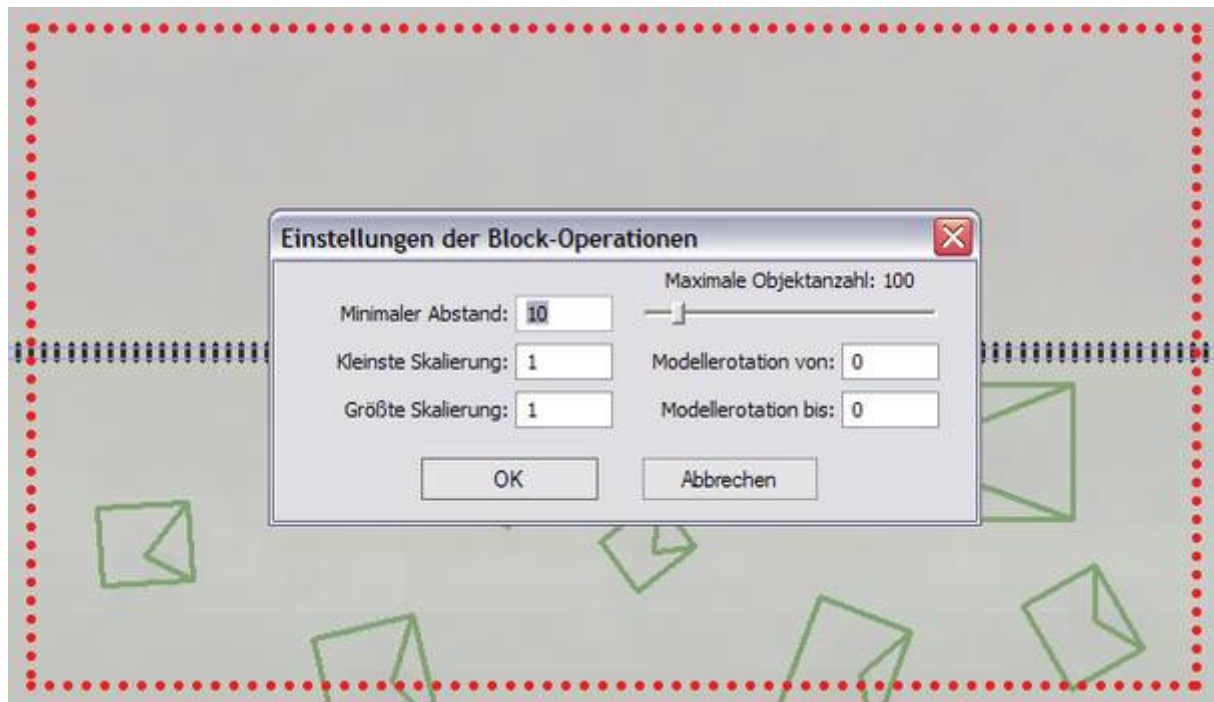 Einstellungen der Block-Operationen
Maximale Objektanzahl: 100
Minimaler Abstand: 10
Kleinste Skalierung: 1
Modellerotation von: 0
Größte Skalierung: 1
Modellerotation bis: 0
OK
Abbrechen